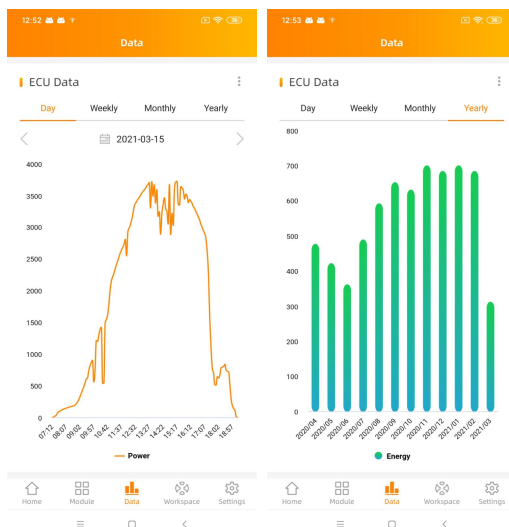 12:52
36
Data
ECU Data
Day Weekly Monthly Yearly
2021-03-15
4000
3500
3000
2500
2000
1500
1000
500
0
07:12 08:07 09:02 09:57 10:42 11:37 12:32 13:27 14:22 15:17 16:12 17:07 18:02 18:57
Power
Home Module Data Workspace Settings
12:53
36
Data
ECU Data
Day Weekly Monthly Yearly
800
700
600
500
400
300
200
100
0
2020/04 2020/05 2020/06 2020/07 2020/08 2020/09 2020/10 2020/11 2020/12 2021/01 2021/02 2021/03
Energy
Home Module Data Workspace Settings